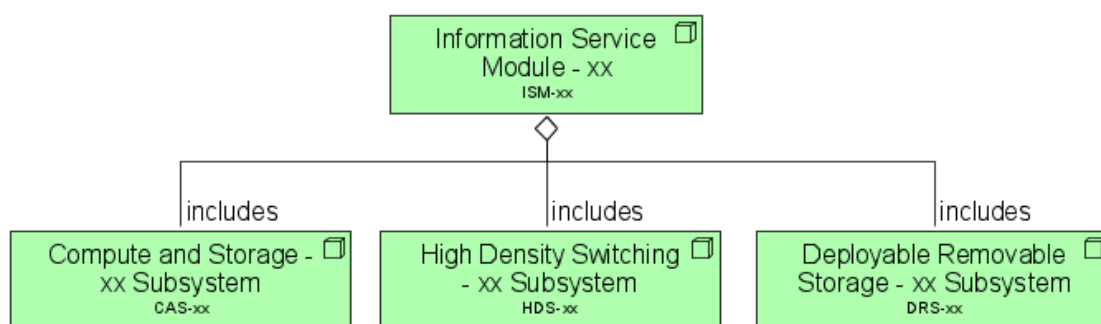 Information Service
Module - xx
ISM-xx
includes
includes
includes
Compute and Storage -
xx Subsystem
CAS-xx
High Density Switching
- xx Subsystem
HDS-xx
Deployable Removable
Storage - xx Subsystem
DRS-xx